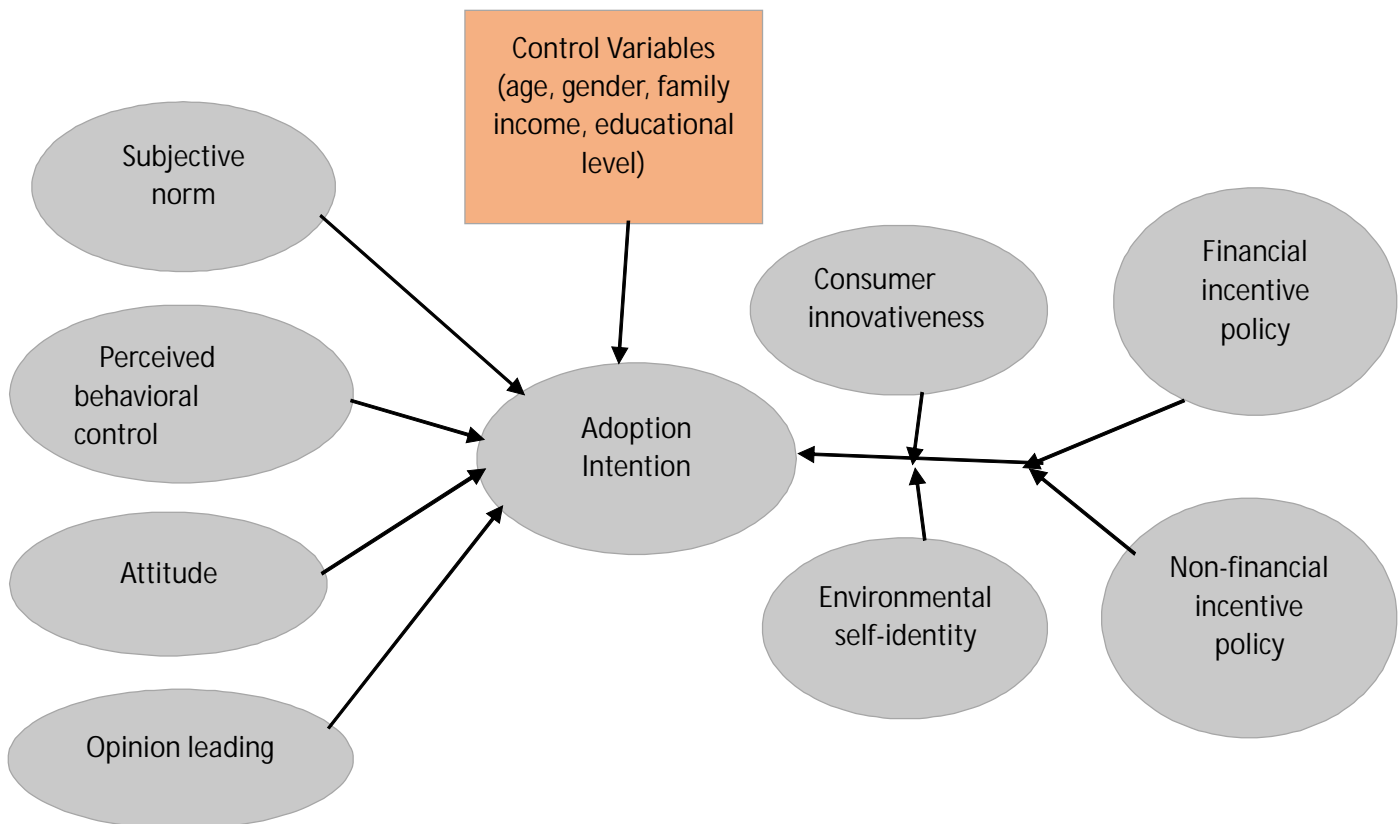 Control Variables
(age, gender, family
income, educational
level)
Subjective
norm
Perceived
behavioral
control
Attitude
Opinion leading
Adoption
Intention
Consumer
innovativeness
Environmental
self-identity
Financial
incentive
policy
Non-financial
incentive
policy